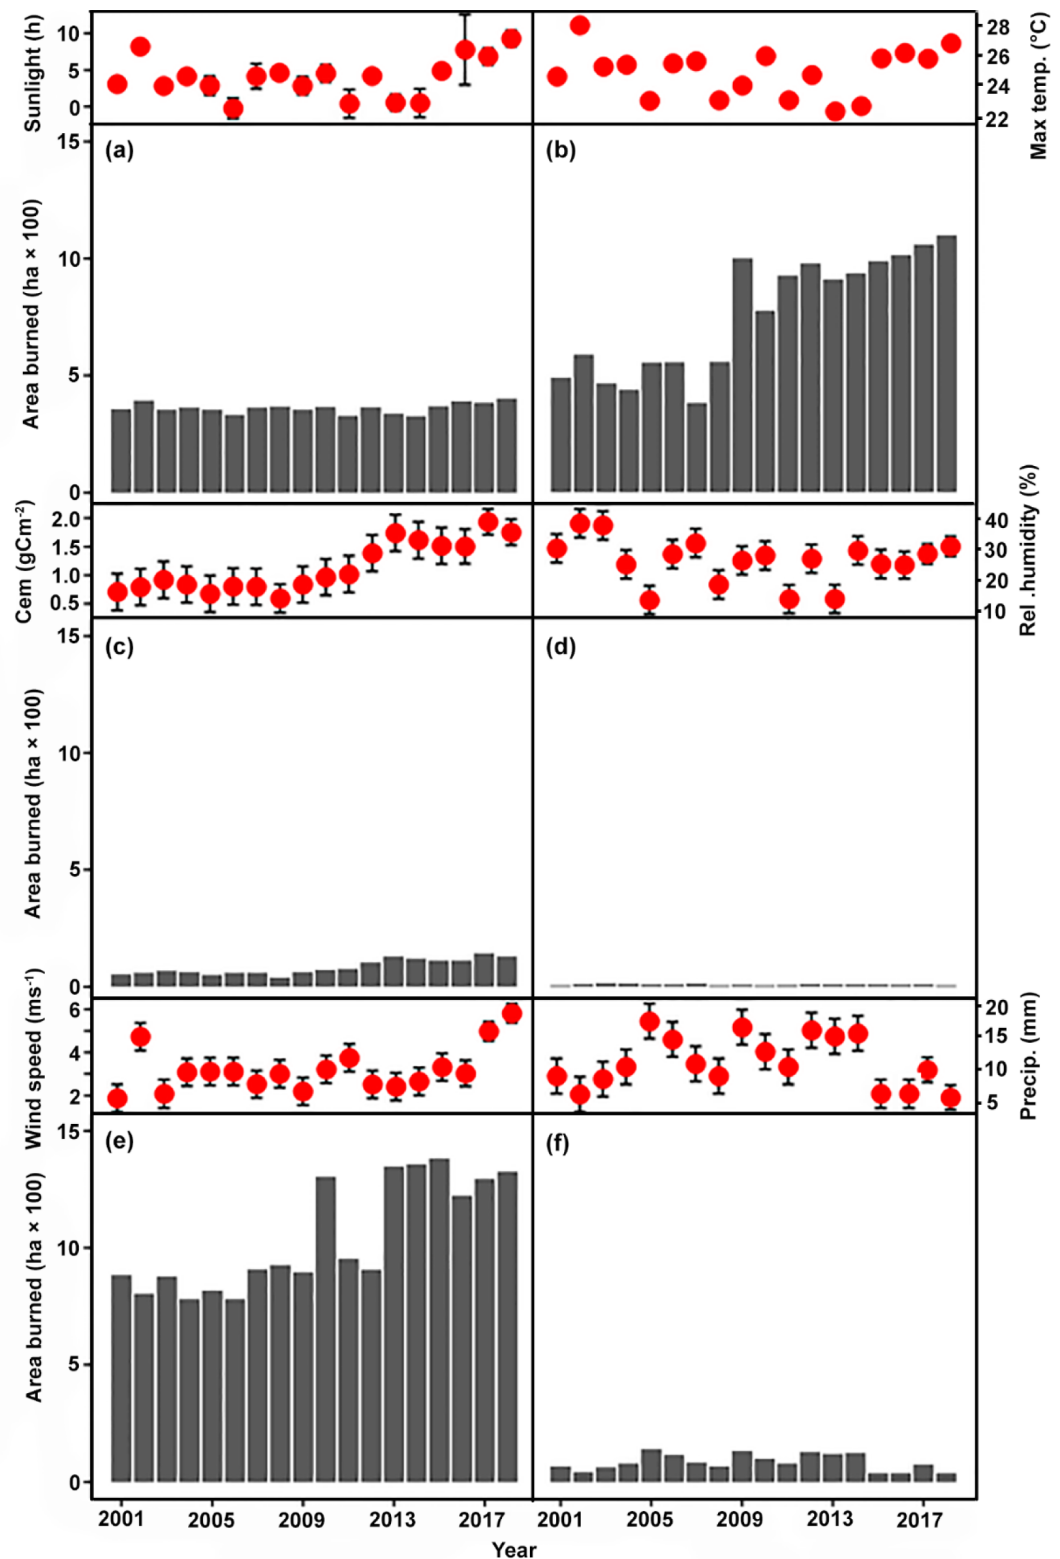 Sunlight (h)
10
5
0
28
26
24
22
Max temp. (°C)
Area burned (ha × 100)
15
10
5
0
(a)
(b)
Cem (gCm⁻²)
2.0
1.5
1.0
0.5
40
30
20
10
Rel .humidity (%)
Area burned (ha × 100)
15
10
5
0
(c)
(d)
Wind speed (ms⁻¹)
6
4
2
20
15
10
5
Precip. (mm)
Area burned (ha × 100)
15
10
5
0
(e)
(f)
2001 2005 2009 2013 2017 2001 2005 2009 2013 2017
Year